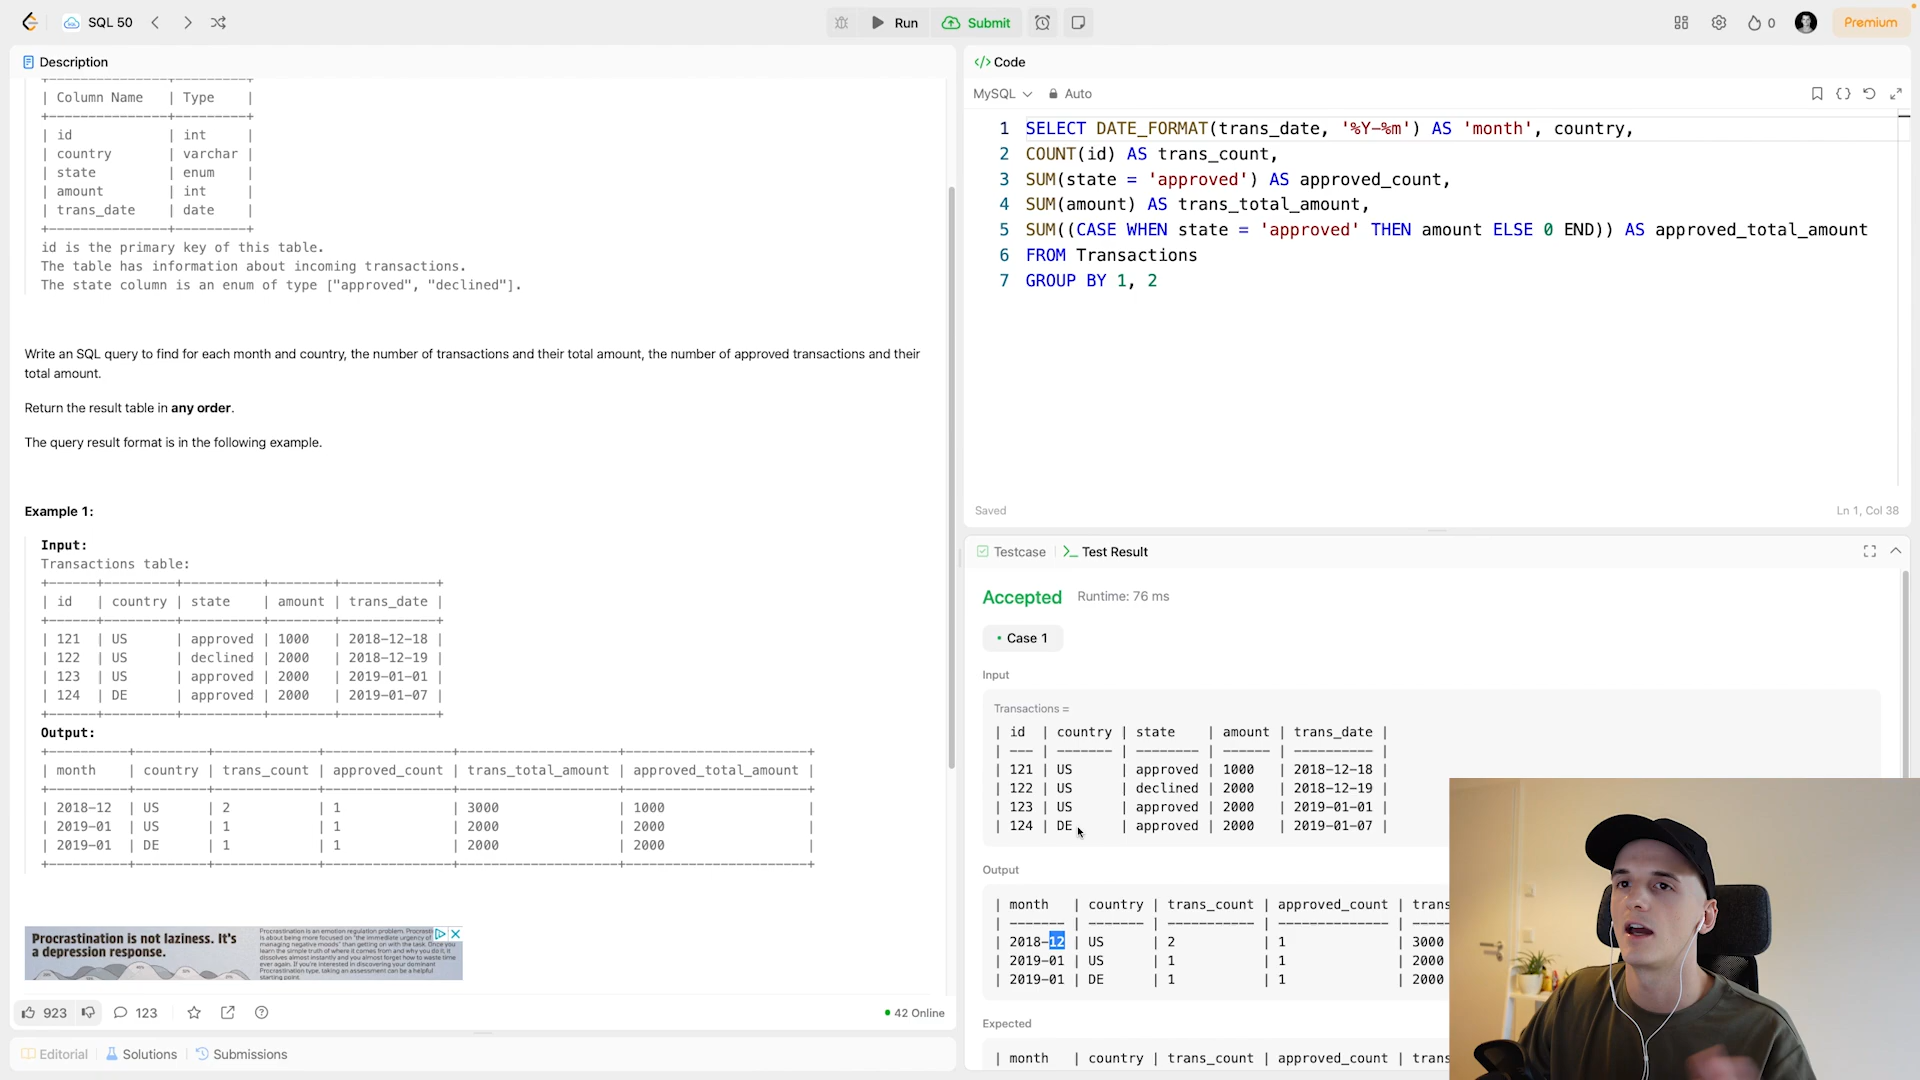 SQL 50
Run
Submit
0
Premium
Description
| Column Name | Type |
| id | int |
| country | varchar |
| state | enum |
| amount | int |
| trans_date | date |
id is the primary key of this table.
The table has information about incoming transactions.
The state column is an enum of type ["approved", "declined"].
Write an SQL query to find for each month and country, the number of transactions and their total amount, the number of approved transactions and their
total amount.
Return the result table in any order.
The query result format is in the following example.
Example 1:
Input:
Transactions table:
| id | country | state | amount | trans_date |
| 121 | US | approved | 1000 | 2018-12-18 |
| 122 | US | declined | 2000 | 2018-12-19 |
| 123 | US | approved | 2000 | 2019-01-01 |
| 124 | DE | approved | 2000 | 2019-01-07 |
Output:
| month | country | trans_count | approved_count | trans_total_amount | approved_total_amount |
| 2018-12 | US | 2 | 1 | 3000 | 1000 |
| 2019-01 | US | 1 | 1 | 2000 | 2000 |
| 2019-01 | DE | 1 | 1 | 2000 | 2000 |
Procrastination is not laziness. It's
a depression response.
923
123
42 Online
Editorial
Solutions
Submissions
</> Code
MySQL
Auto
1 SELECT DATE_FORMAT(trans_date, '%Y-%m') AS 'month', country,
2 COUNT(id) AS trans_count,
3 SUM(state = 'approved') AS approved_count,
4 SUM(amount) AS trans_total_amount,
5 SUM((CASE WHEN state = 'approved' THEN amount ELSE 0 END)) AS approved_total_amount
6 FROM Transactions
7 GROUP BY 1, 2
Saved
Ln 1, Col 38
Testcase
Test Result
Accepted
Runtime: 76 ms
• Case 1
Input
Transactions =
| id | country | state | amount | trans_date |
| --- | ------- | -------- | ------ | ---------- |
| 121 | US | approved | 1000 | 2018-12-18 |
| 122 | US | declined | 2000 | 2018-12-19 |
| 123 | US | approved | 2000 | 2019-01-01 |
| 124 | DE | approved | 2000 | 2019-01-07 |
Output
| month | country | trans_count | approved_count | trans
| 2018-12 | US | 2 | 1 | 3000
| 2019-01 | US | 1 | 1 | 2000
| 2019-01 | DE | 1 | 1 | 2000
Expected
| month | country | trans_count | approved_count | trans